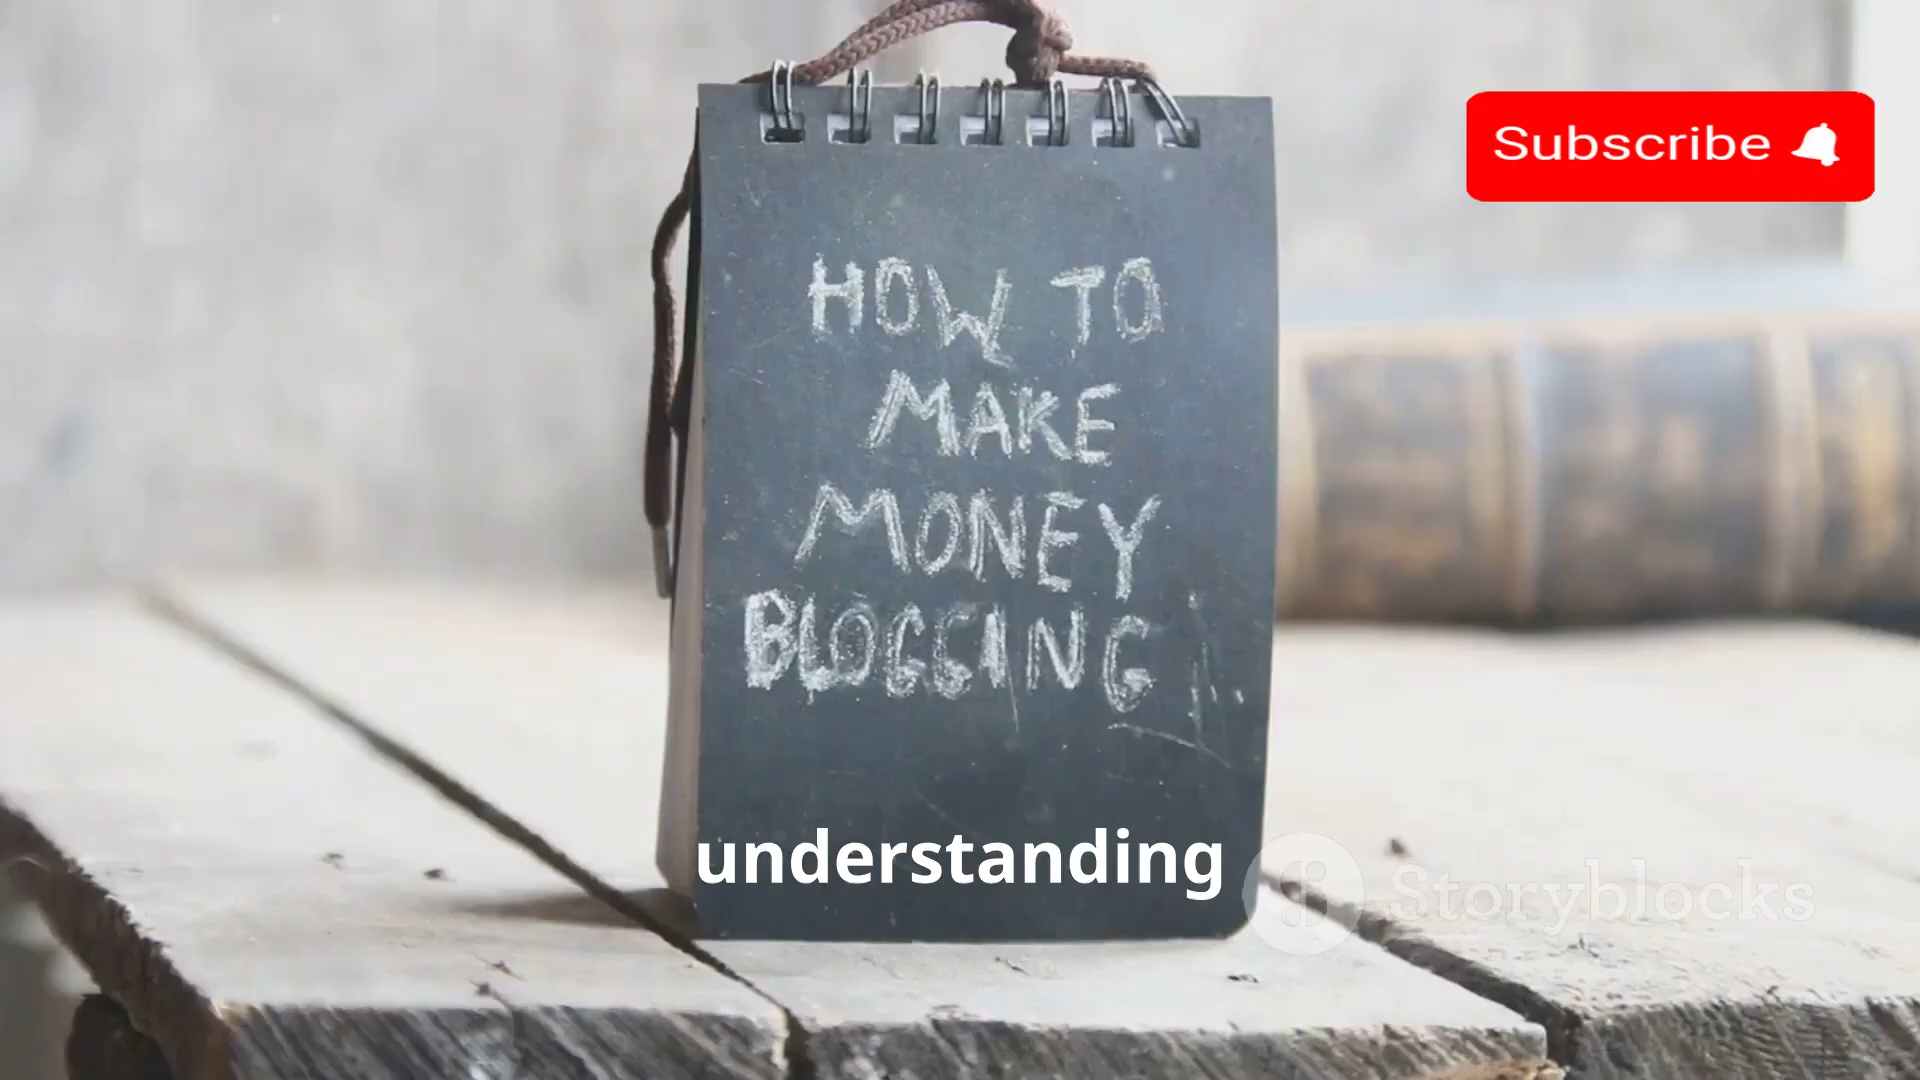 Subscribe
HOW TO
MAKE
MONEY
BLOGGING
understanding
Storyblocks